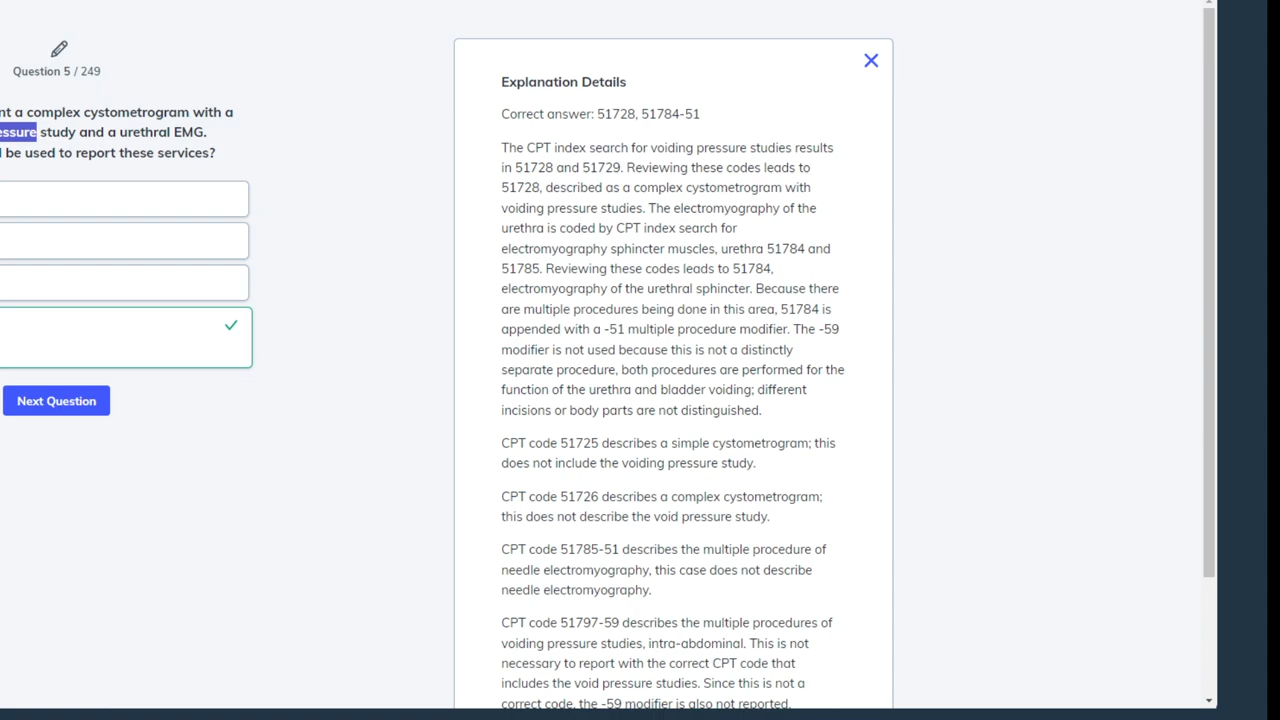 Question 5 / 249
nt a complex cystometrogram with a
essure study and a urethral EMG.
be used to report these services?
Next Question
Explanation Details
Correct answer: 51728, 51784-51
The CPT index search for voiding pressure studies results
in 51728 and 51729. Reviewing these codes leads to
51728, described as a complex cystometrogram with
voiding pressure studies. The electromyography of the
urethra is coded by CPT index search for
electromyography sphincter muscles, urethra 51784 and
51785. Reviewing these codes leads to 51784,
electromyography of the urethral sphincter. Because there
are multiple procedures being done in this area, 51784 is
appended with a -51 multiple procedure modifier. The -59
modifier is not used because this is not a distinctly
separate procedure, both procedures are performed for the
function of the urethra and bladder voiding; different
incisions or body parts are not distinguished.
CPT code 51725 describes a simple cystometrogram; this
does not include the voiding pressure study.
CPT code 51726 describes a complex cystometrogram;
this does not describe the void pressure study.
CPT code 51785-51 describes the multiple procedure of
needle electromyography, this case does not describe
needle electromyography.
CPT code 51797-59 describes the multiple procedures of
voiding pressure studies, intra-abdominal. This is not
necessary to report with the correct CPT code that
includes the void pressure studies. Since this is not a
correct code, the -59 modifier is also not reported.